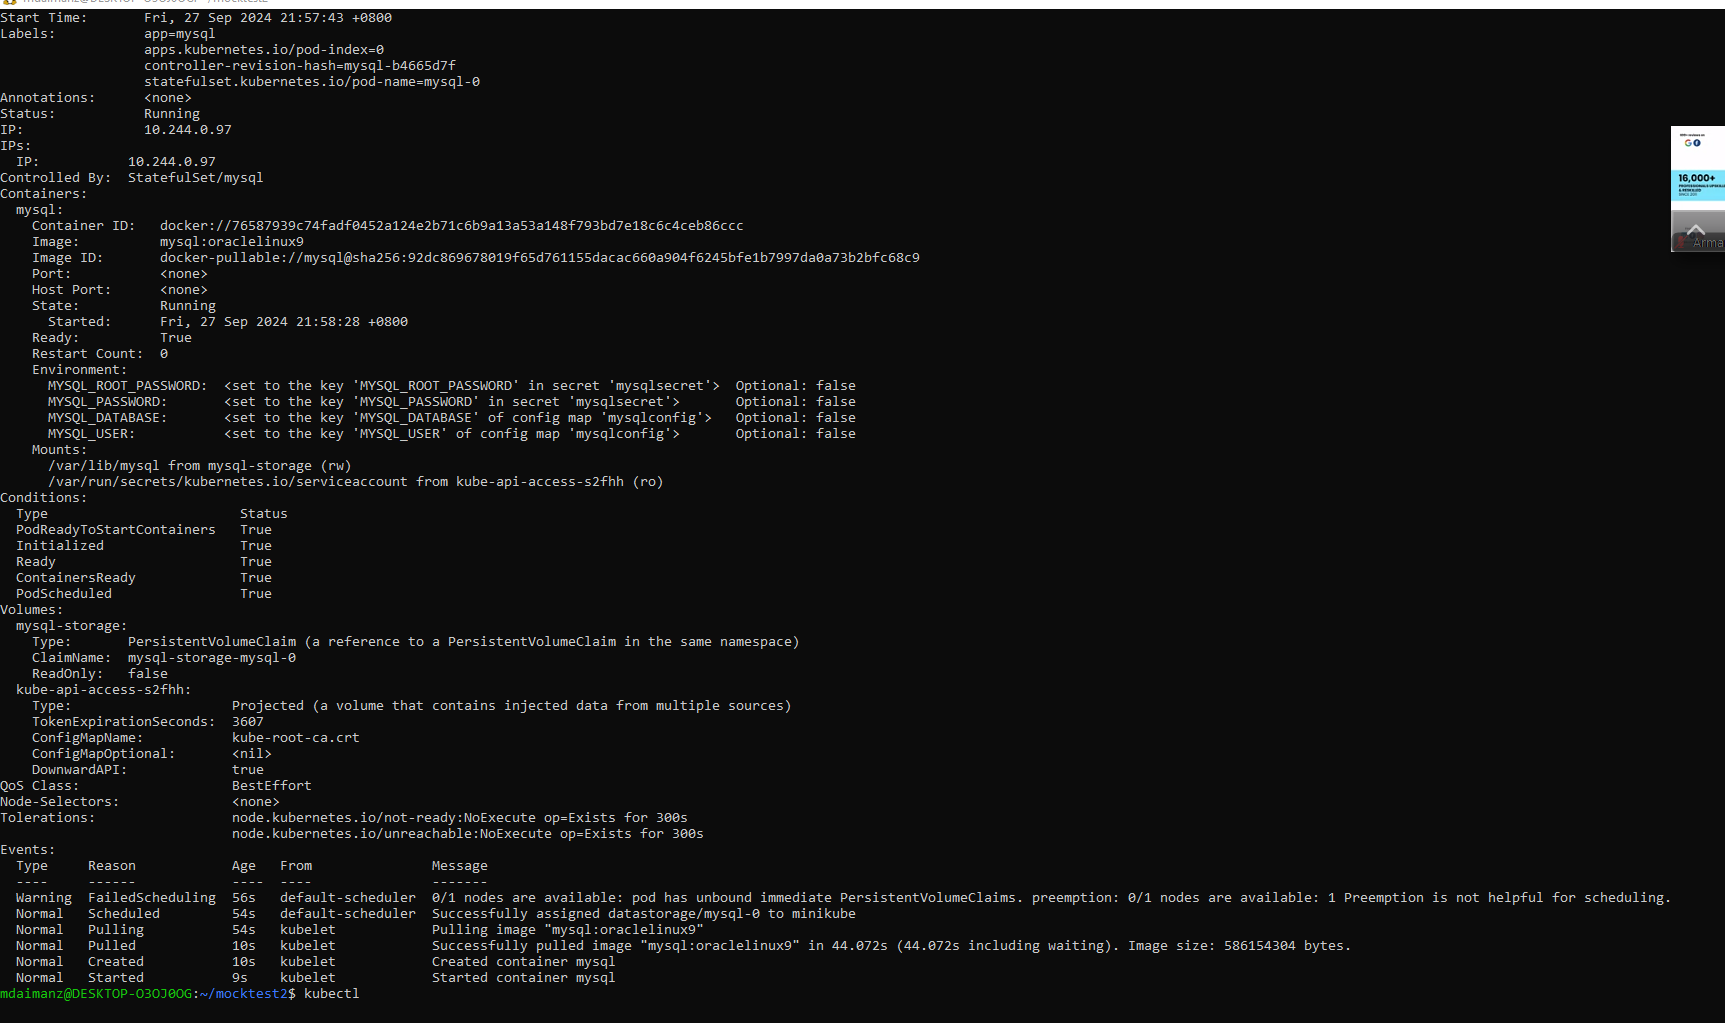 Start Time:       Fri, 27 Sep 2024 21:57:43 +0800
Labels:           app=mysql
                  apps.kubernetes.io/pod-index=0
                  controller-revision-hash=mysql-b4665d7f
                  statefulset.kubernetes.io/pod-name=mysql-0
Annotations:      <none>
Status:           Running
IP:               10.244.0.97
IPs:
  IP:           10.244.0.97
Controlled By:  StatefulSet/mysql
Containers:
  mysql:
    Container ID:   docker://76587939c74fadf0452a124e2b71c6b9a13a53a148f793bd7e18c6c4ceb86ccc
    Image:          mysql:oraclelinux9
    Image ID:       docker-pullable://mysql@sha256:92dc869678019f65d761155dacac660a904f6245bfe1b7997da0a73b2bfc68c9
    Port:           <none>
    Host Port:      <none>
    State:          Running
      Started:      Fri, 27 Sep 2024 21:58:28 +0800
    Ready:          True
    Restart Count:  0
    Environment:
      MYSQL_ROOT_PASSWORD:  <set to the key 'MYSQL_ROOT_PASSWORD' in secret 'mysqlsecret'>  Optional: false
      MYSQL_PASSWORD:       <set to the key 'MYSQL_PASSWORD' in secret 'mysqlsecret'>       Optional: false
      MYSQL_DATABASE:       <set to the key 'MYSQL_DATABASE' of config map 'mysqlconfig'>   Optional: false
      MYSQL_USER:           <set to the key 'MYSQL_USER' of config map 'mysqlconfig'>       Optional: false
    Mounts:
      /var/lib/mysql from mysql-storage (rw)
      /var/run/secrets/kubernetes.io/serviceaccount from kube-api-access-s2fhh (ro)
Conditions:
  Type                        Status
  PodReadyToStartContainers   True
  Initialized                 True
  Ready                       True
  ContainersReady             True
  PodScheduled                True
Volumes:
  mysql-storage:
    Type:       PersistentVolumeClaim (a reference to a PersistentVolumeClaim in the same namespace)
    ClaimName:  mysql-storage-mysql-0
    ReadOnly:   false
  kube-api-access-s2fhh:
    Type:                    Projected (a volume that contains injected data from multiple sources)
    TokenExpirationSeconds:  3607
    ConfigMapName:           kube-root-ca.crt
    ConfigMapOptional:       <nil>
    DownwardAPI:             true
QoS Class:                   BestEffort
Node-Selectors:              <none>
Tolerations:                 node.kubernetes.io/not-ready:NoExecute op=Exists for 300s
                             node.kubernetes.io/unreachable:NoExecute op=Exists for 300s
Events:
  Type     Reason            Age   From               Message
  ----     ------            ----  ----               -------
  Warning  FailedScheduling  56s   default-scheduler  0/1 nodes are available: pod has unbound immediate PersistentVolumeClaims. preemption: 0/1 nodes are available: 1 Preemption is not helpful for scheduling.
  Normal   Scheduled         54s   default-scheduler  Successfully assigned datastorage/mysql-0 to minikube
  Normal   Pulling           54s   kubelet            Pulling image "mysql:oraclelinux9"
  Normal   Pulled            10s   kubelet            Successfully pulled image "mysql:oraclelinux9" in 44.072s (44.072s including waiting). Image size: 586154304 bytes.
  Normal   Created           10s   kubelet            Created container mysql
  Normal   Started           9s    kubelet            Started container mysql
mdaimanz@DESKTOP-O3OJ0OG:~/mocktest2$ kubectl
16,000+
Arma